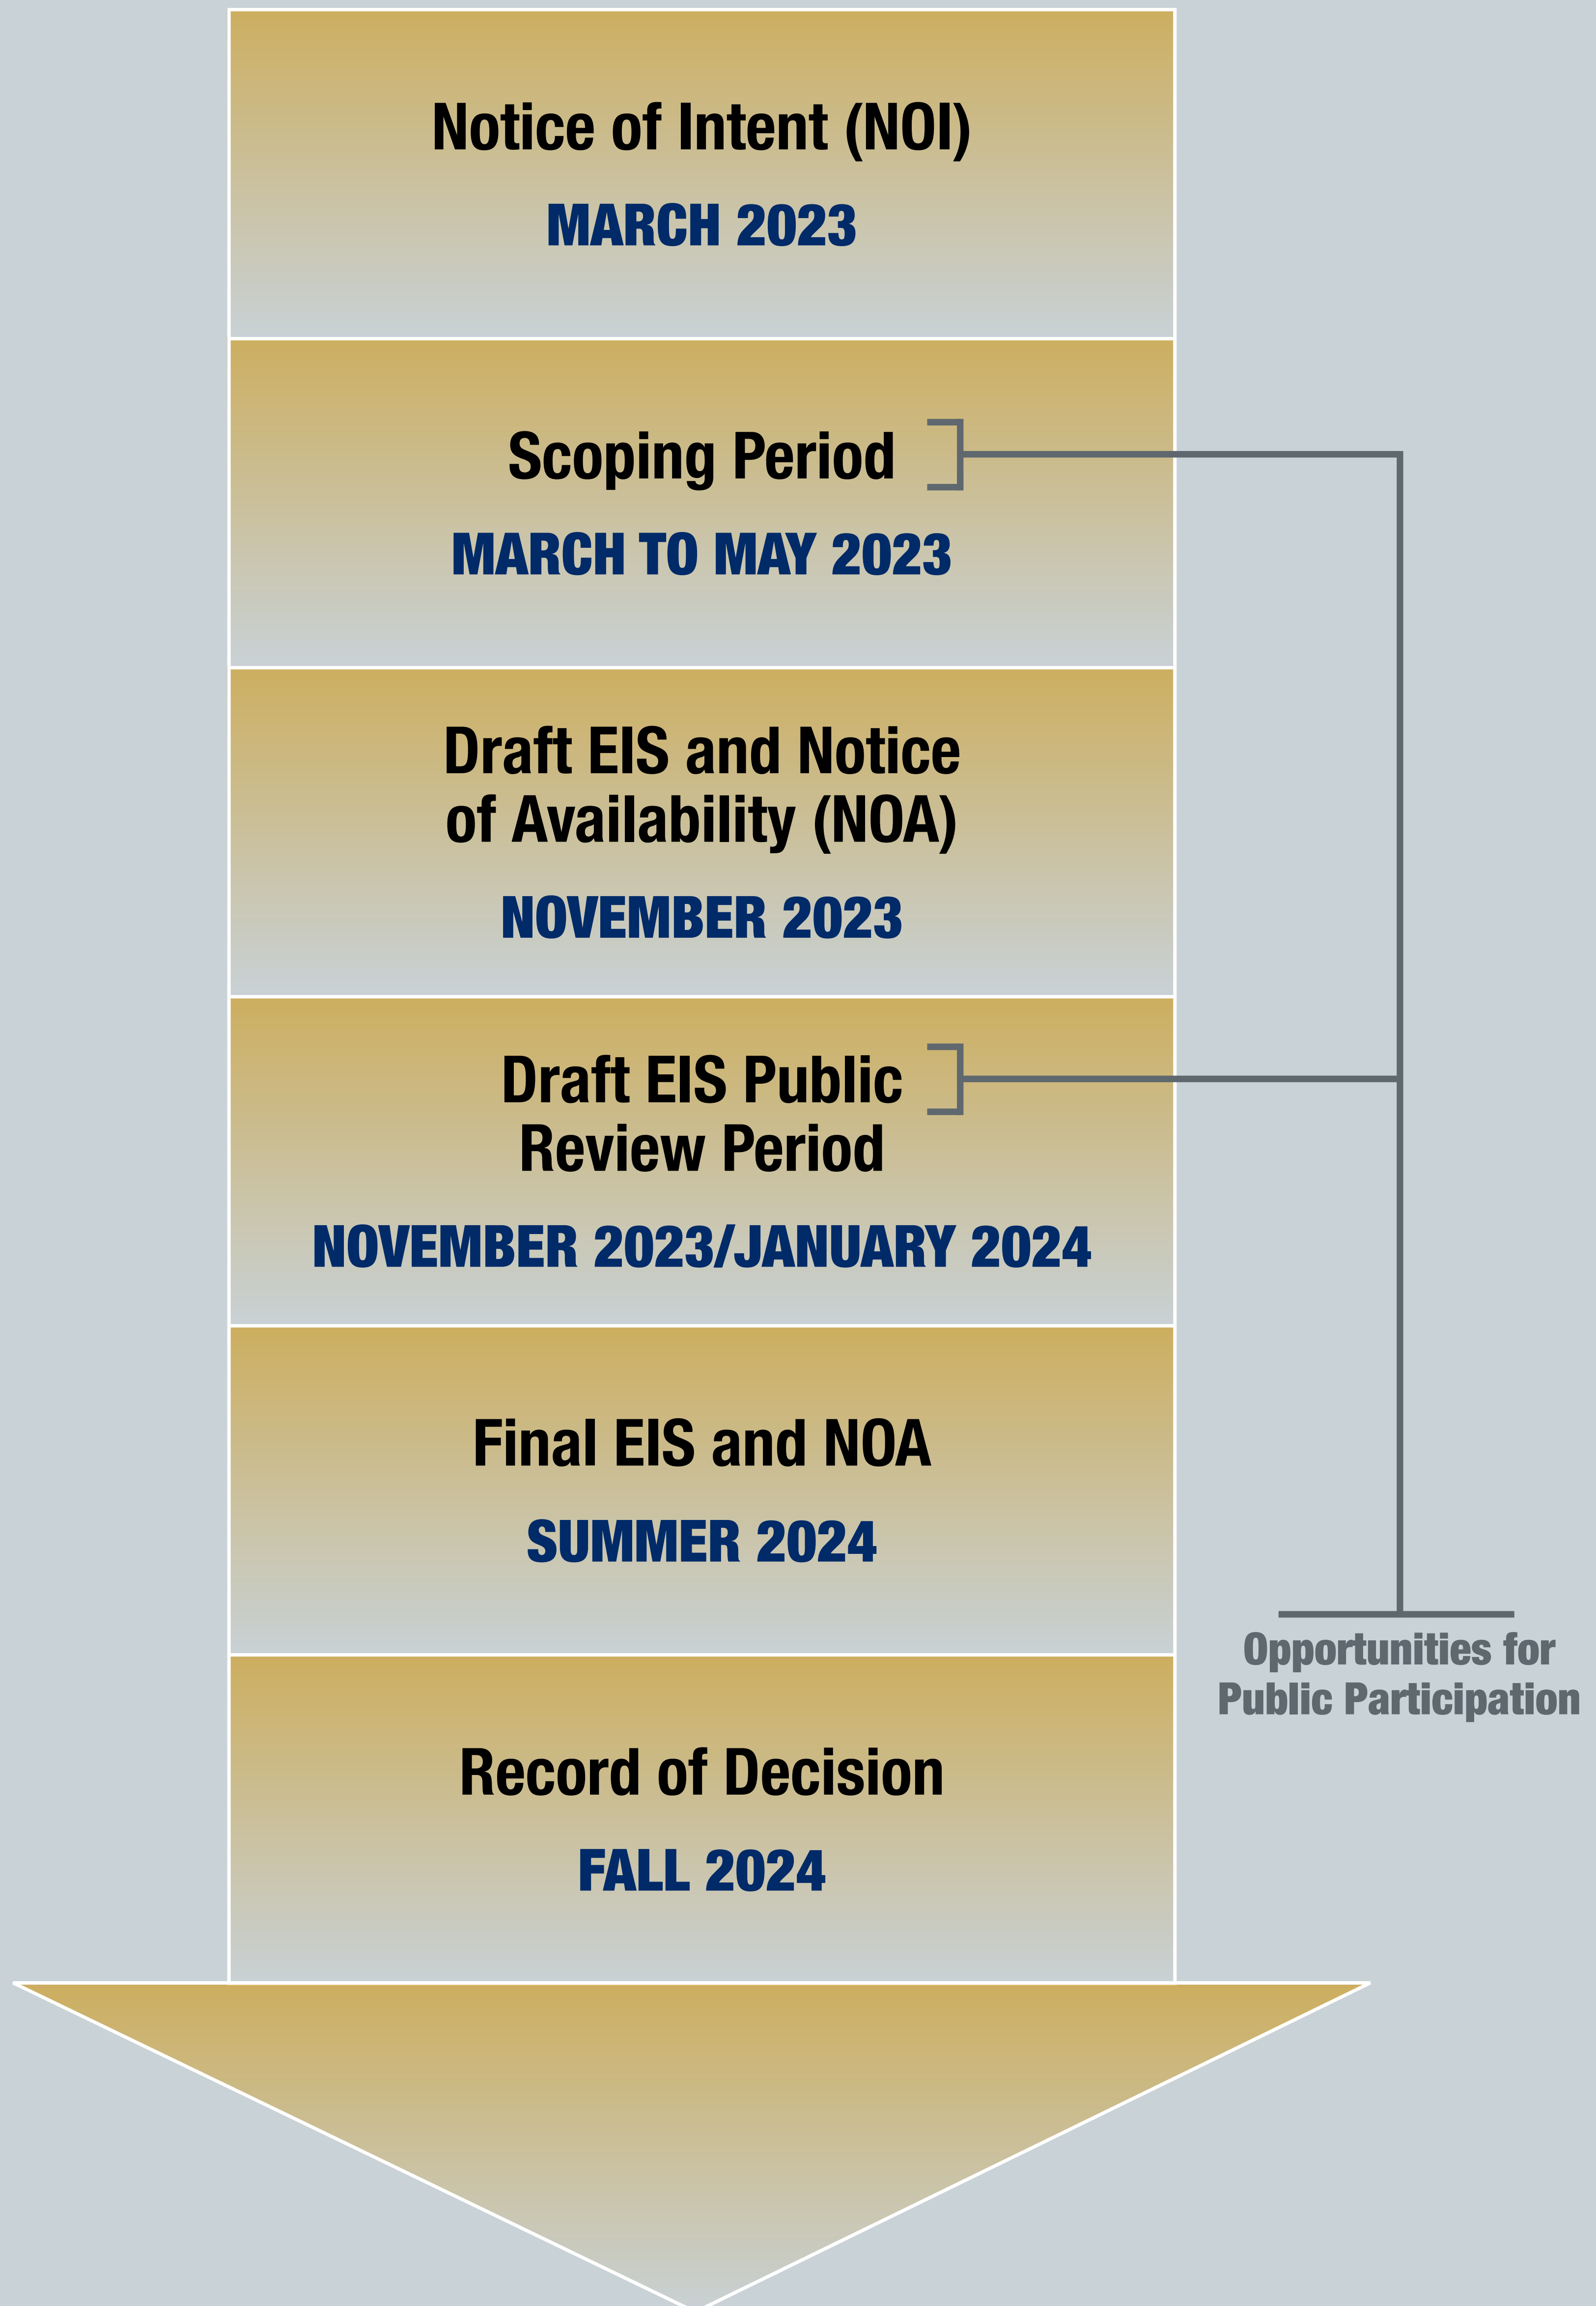 Notice of Intent (NOI)
MARCH 2023
Scoping Period
MARCH TO MAY 2023
Draft EIS and Notice
of Availability (NOA)
NOVEMBER 2023
Draft EIS Public
Review Period
NOVEMBER 2023/JANUARY 2024
Final EIS and NOA
SUMMER 2024
Record of Decision
FALL 2024
Opportunities for
Public Participation